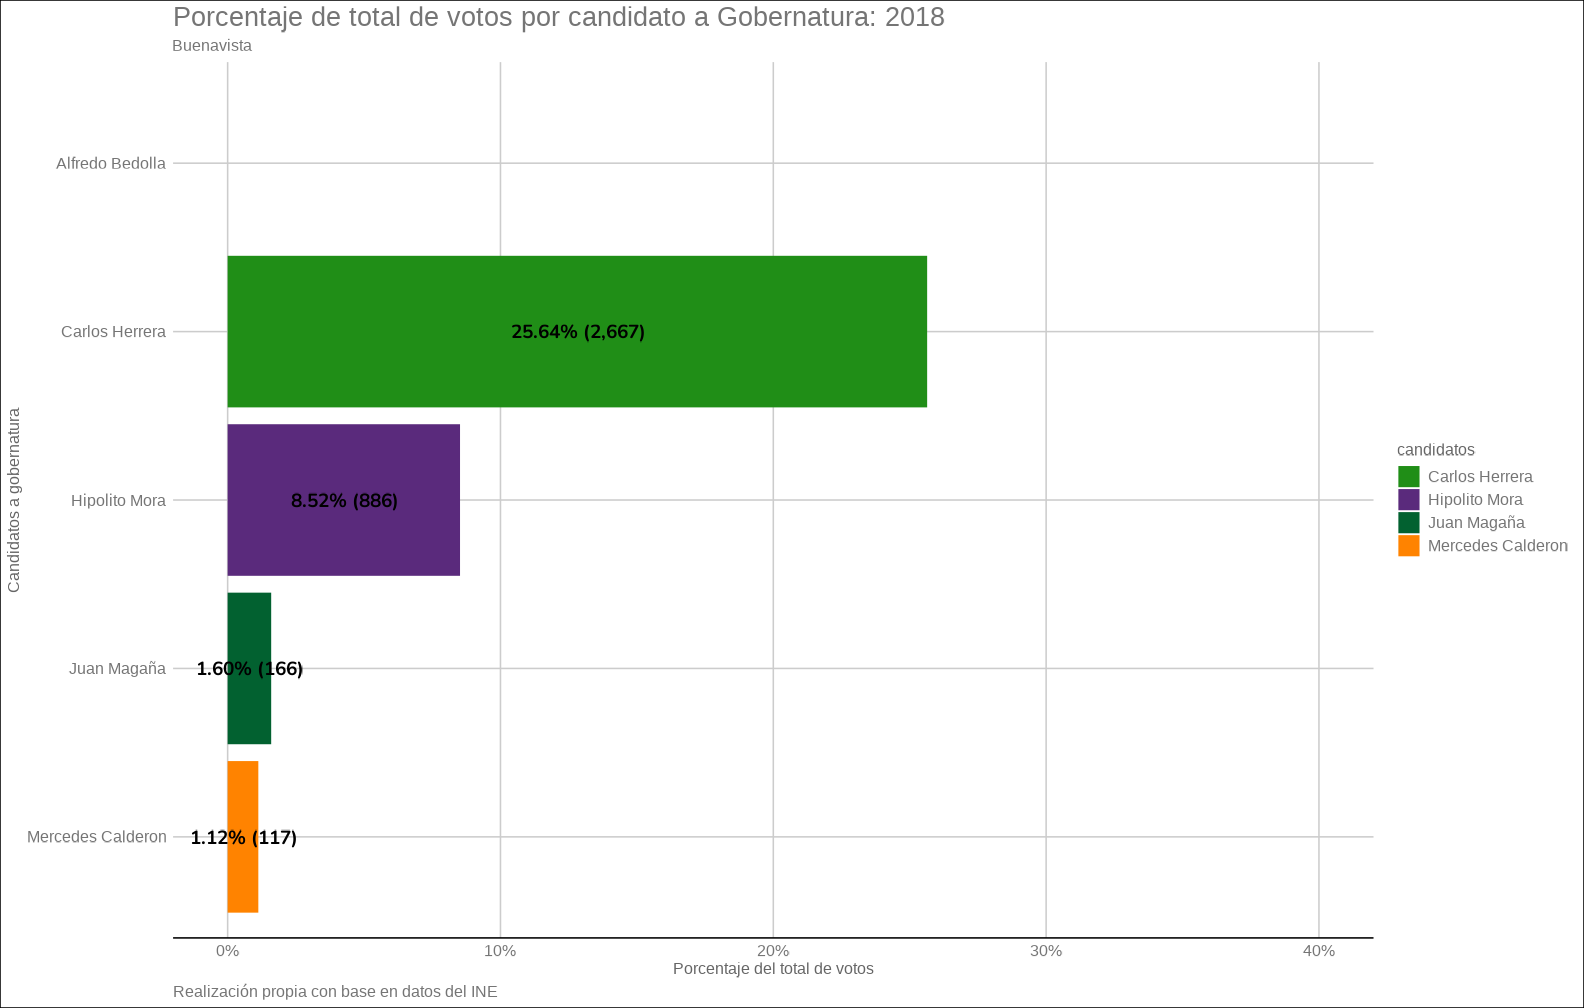 Porcentaje de total de votos por candidato a Gobernatura: 2018
Buenavista
Candidatos a gobernatura
Alfredo Bedolla
Carlos Herrera
25.64% (2,667)
Hipolito Mora
8.52% (886)
Juan Magaña
1.60% (166)
Mercedes Calderon
1.12% (117)
0% 10% 20% 30% 40%
Porcentaje del total de votos
candidatos
Carlos Herrera
Hipolito Mora
Juan Magaña
Mercedes Calderon
Realización propia con base en datos del INE